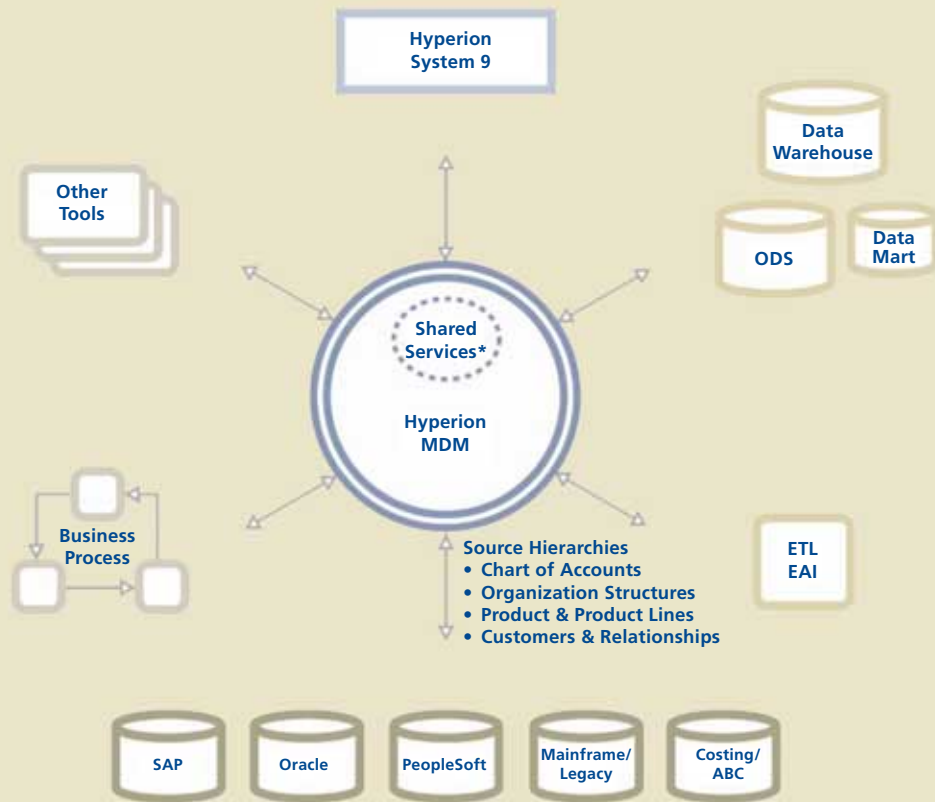 Hyperion
System 9
Data
Warehouse
Other
Tools
ODS
Data
Mart
Shared
Services*
Hyperion
MDM
Business
Process
Source Hierarchies
• Chart of Accounts
• Organization Structures
• Product & Product Lines
• Customers & Relationships
ETL
EAI
SAP
Oracle
PeopleSoft
Mainframe/
Legacy
Costing/
ABC